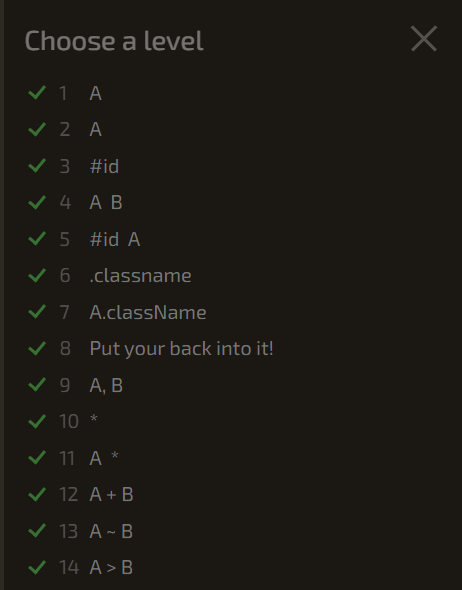 Choose a level
1 A
2 A
3 #id
4 A B
5 #id A
6 .classname
7 A.className
8 Put your back into it!
9 A, B
10 *
11 A *
12 A + B
13 A ~ B
14 A > B